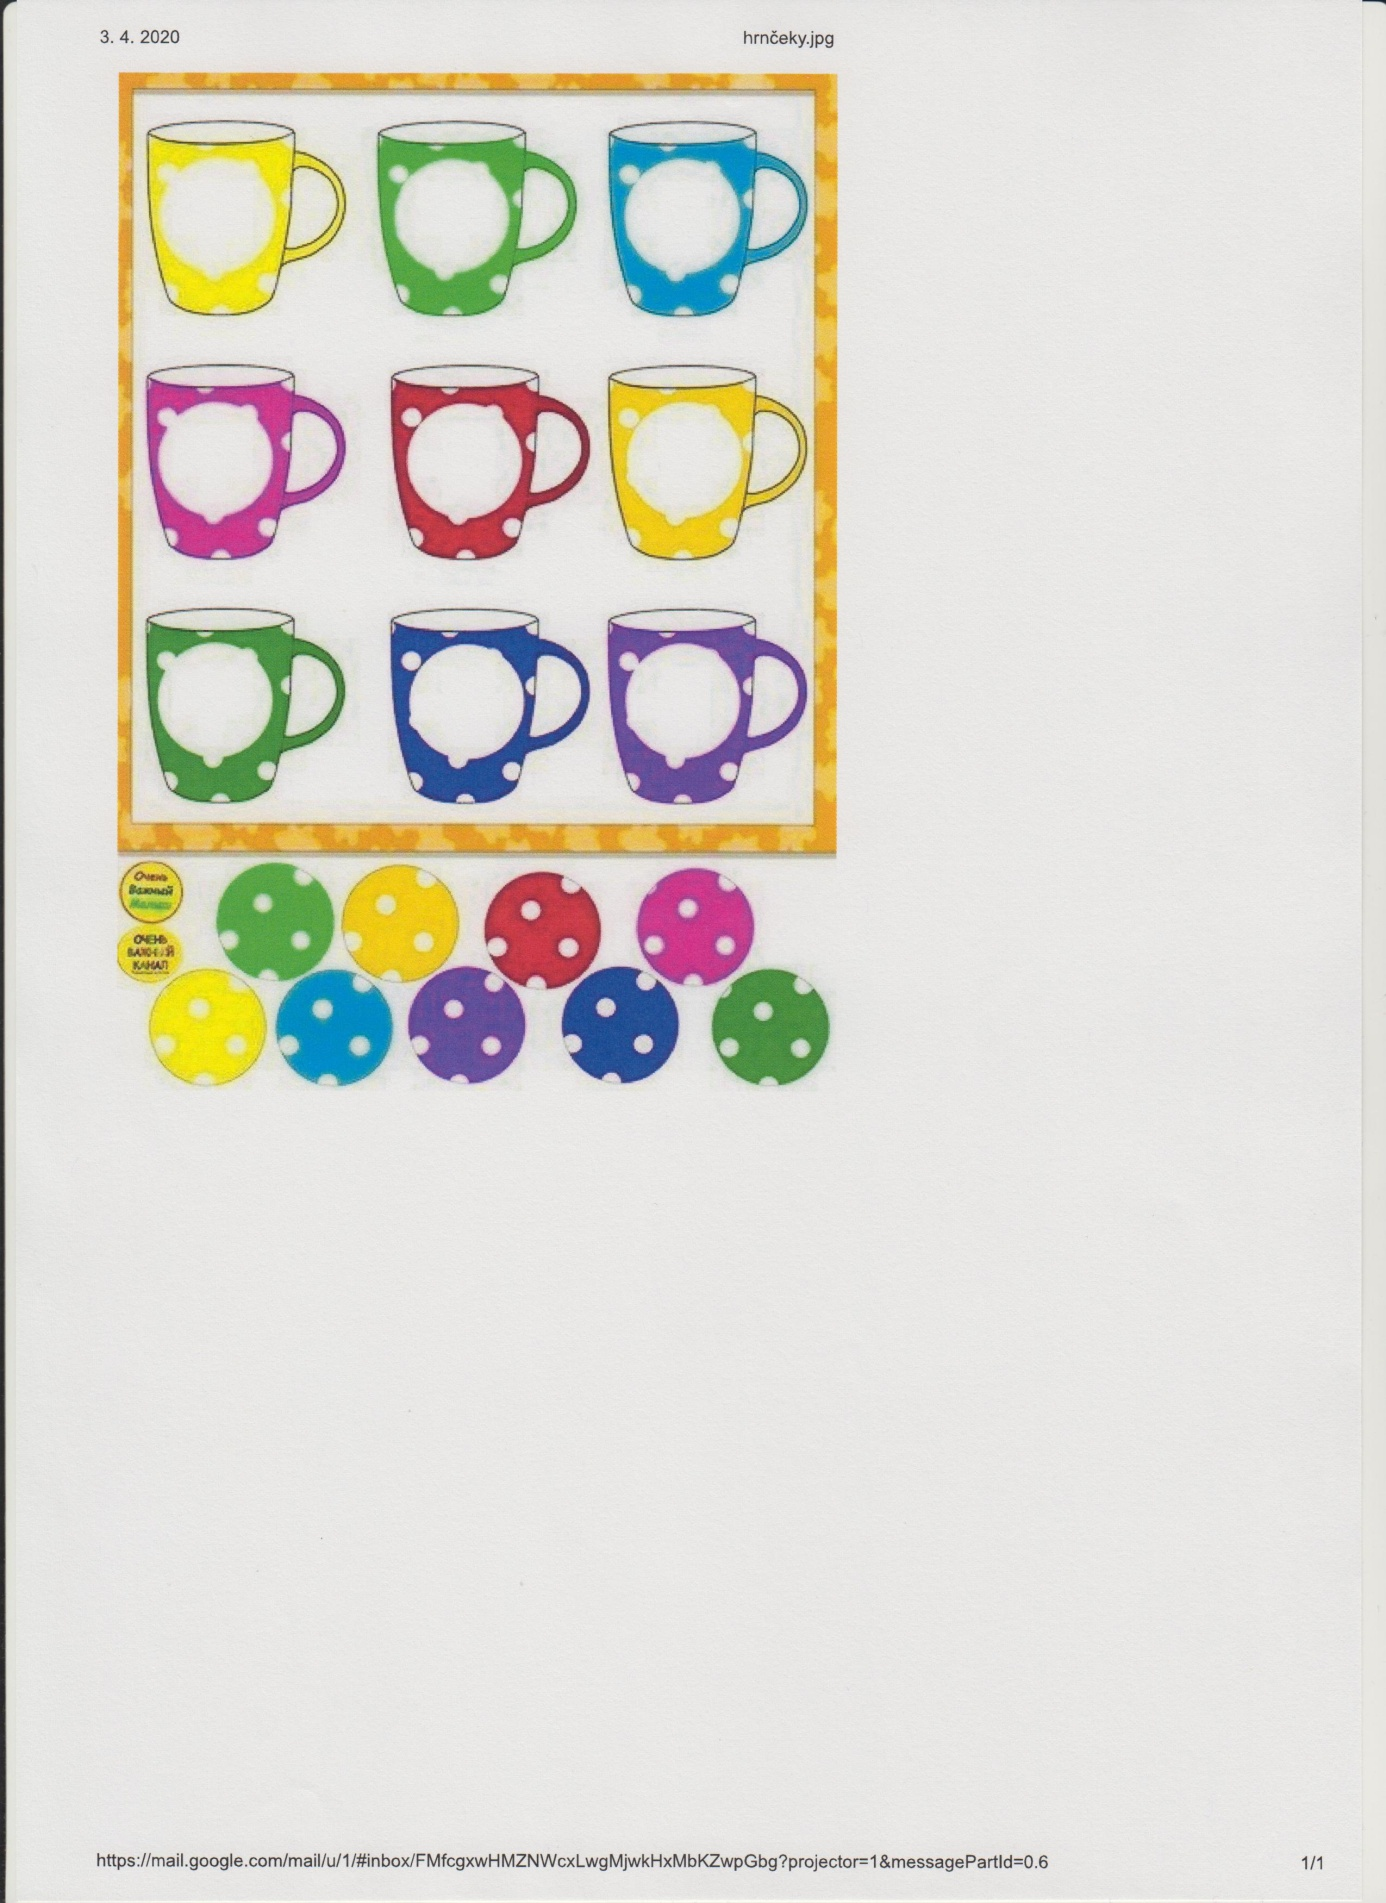 3. 4. 2020
hrnčeky.jpg
Очень
Важный
Малыш
ОЧЕНЬ
ВАЖНЫЙ
КАНАЛ
https://mail.google.com/mail/u/1/#inbox/FMfcgxwHMZNWcxLwgMjwkHxMbKZwpGbg?projector=1&messagePartId=0.6
1/1